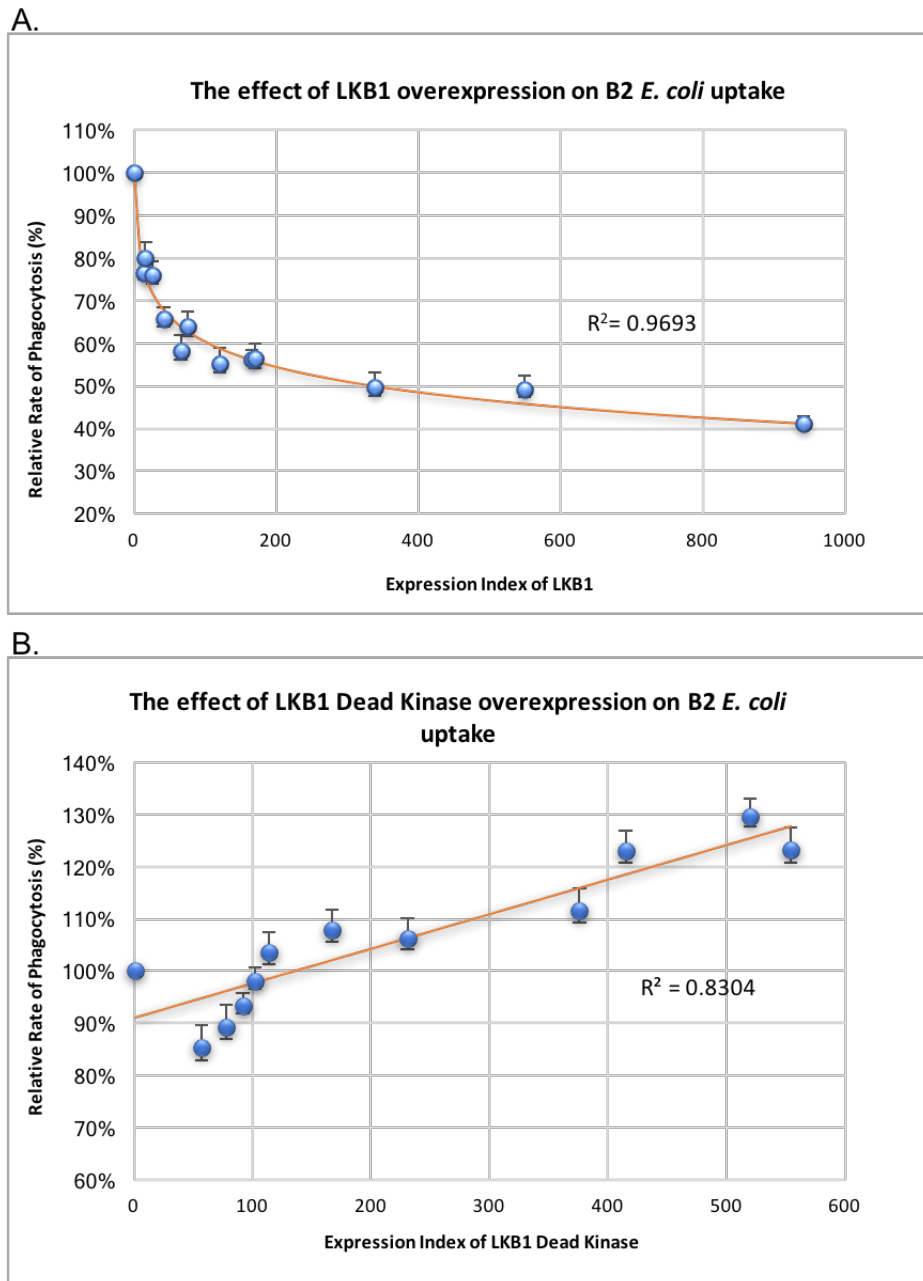 A.
The effect of LKB1 overexpression on B2 E. coli uptake
110%
100%
90%
80%
70%
60%
50%
40%
30%
20%
Relative Rate of Phagocytosis (%)
R²= 0.9693
0 200 400 600 800 1000
Expression Index of LKB1
B.
The effect of LKB1 Dead Kinase overexpression on B2 E. coli
uptake
140%
130%
120%
110%
100%
90%
80%
70%
60%
Relative Rate of Phagocytosis (%)
R² = 0.8304
0 100 200 300 400 500 600
Expression Index of LKB1 Dead Kinase